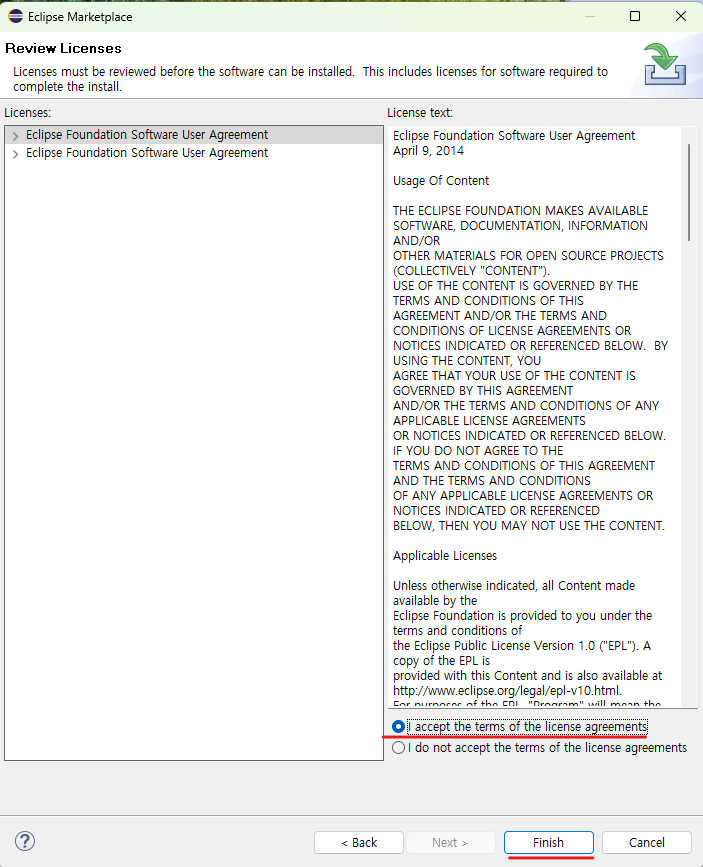 Eclipse Marketplace
Review Licenses
Licenses must be reviewed before the software can be installed.  This includes licenses for software required to
complete the install.
Licenses:
Eclipse Foundation Software User Agreement
Eclipse Foundation Software User Agreement
License text:
Eclipse Foundation Software User Agreement
April 9, 2014
Usage Of Content
THE ECLIPSE FOUNDATION MAKES AVAILABLE
SOFTWARE, DOCUMENTATION, INFORMATION
AND/OR
OTHER MATERIALS FOR OPEN SOURCE PROJECTS
(COLLECTIVELY "CONTENT").
USE OF THE CONTENT IS GOVERNED BY THE
TERMS AND CONDITIONS OF THIS
AGREEMENT AND/OR THE TERMS AND
CONDITIONS OF LICENSE AGREEMENTS OR
NOTICES INDICATED OR REFERENCED BELOW.  BY
USING THE CONTENT, YOU
AGREE THAT YOUR USE OF THE CONTENT IS
GOVERNED BY THIS AGREEMENT
AND/OR THE TERMS AND CONDITIONS OF ANY
APPLICABLE LICENSE AGREEMENTS
OR NOTICES INDICATED OR REFERENCED BELOW.
IF YOU DO NOT AGREE TO THE
TERMS AND CONDITIONS OF THIS AGREEMENT
AND THE TERMS AND CONDITIONS
OF ANY APPLICABLE LICENSE AGREEMENTS OR
NOTICES INDICATED OR REFERENCED
BELOW, THEN YOU MAY NOT USE THE CONTENT.
Applicable Licenses
Unless otherwise indicated, all Content made
available by the
Eclipse Foundation is provided to you under the
terms and conditions of
the Eclipse Public License Version 1.0 ("EPL"). A
copy of the EPL is
provided with this Content and is also available at
http://www.eclipse.org/legal/epl-v10.html.
For purposes of the EPL, "Program" will mean the
I accept the terms of the license agreements
I do not accept the terms of the license agreements
?
< Back
Next >
Finish
Cancel